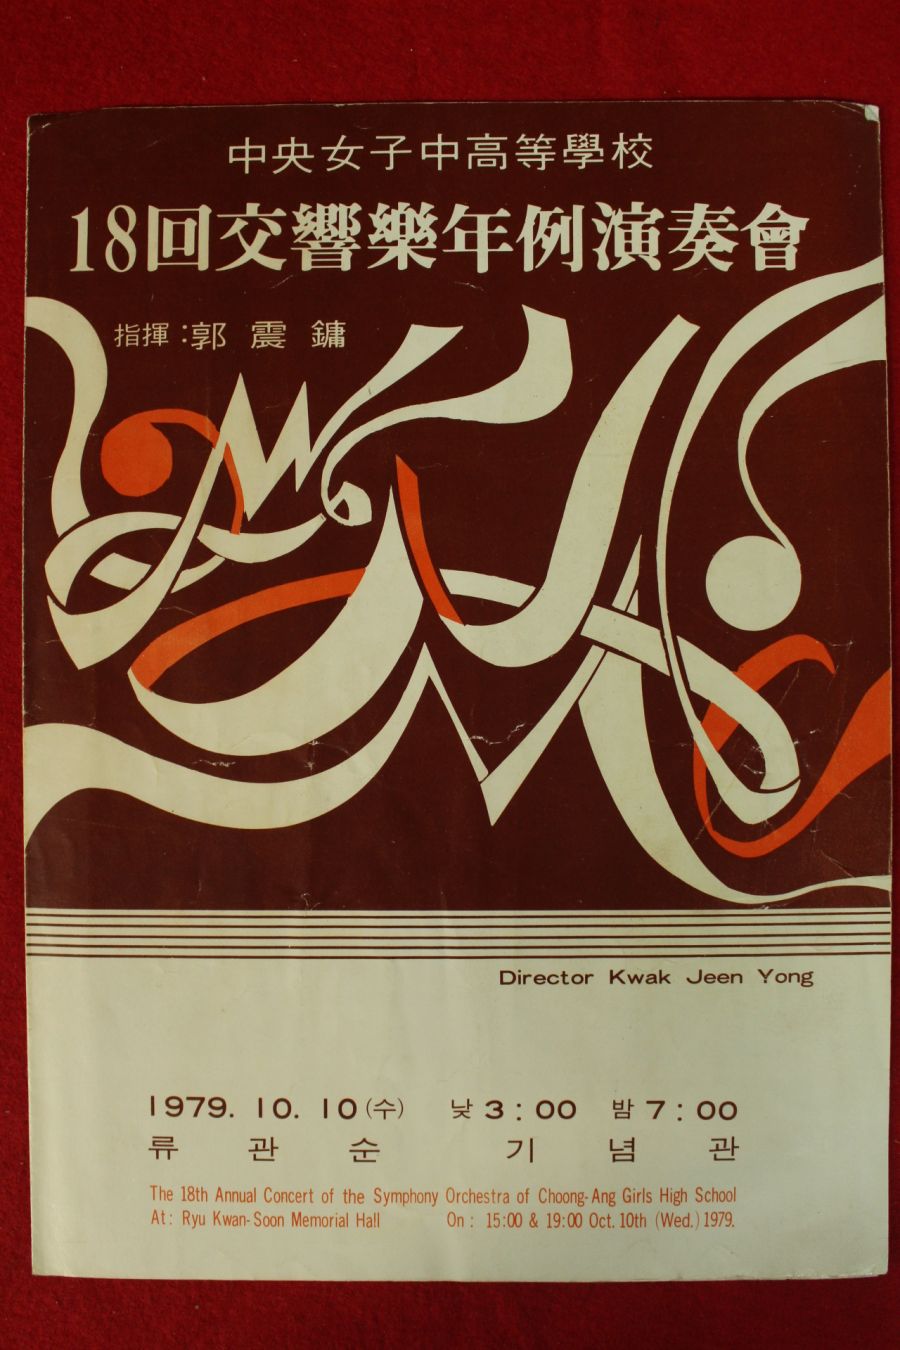 中央女子中高等學校
18回交響樂年例演奏會
指揮:郭震鏞
Director Kwak Jeen Yong
1979. 10. 10(수) 낮 3:00 밤 7:00
류관순 기념관
The 18th Annual Concert of the Symphony Orchestra of Choong-Ang Girls High School
At: Ryu Kwan-Soon Memorial Hall On: 15:00 & 19:00 Oct. 10th (Wed.) 1979.